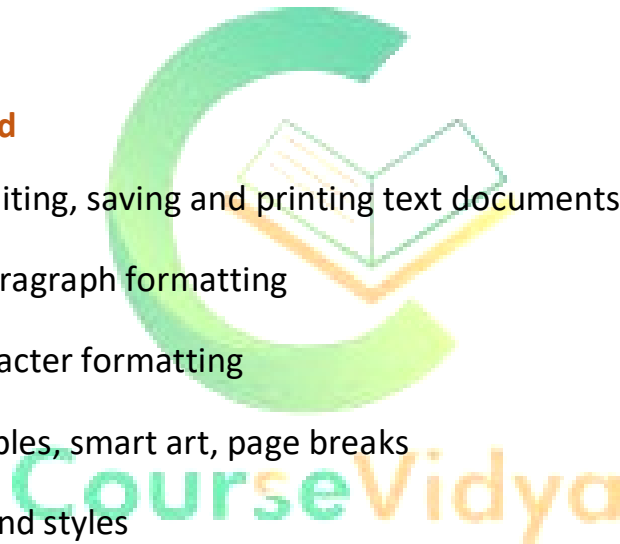 d
iting, saving and printing text documents
ragraph formatting
acter formatting
bles, smart art, page breaks
CourseVidya
nd styles